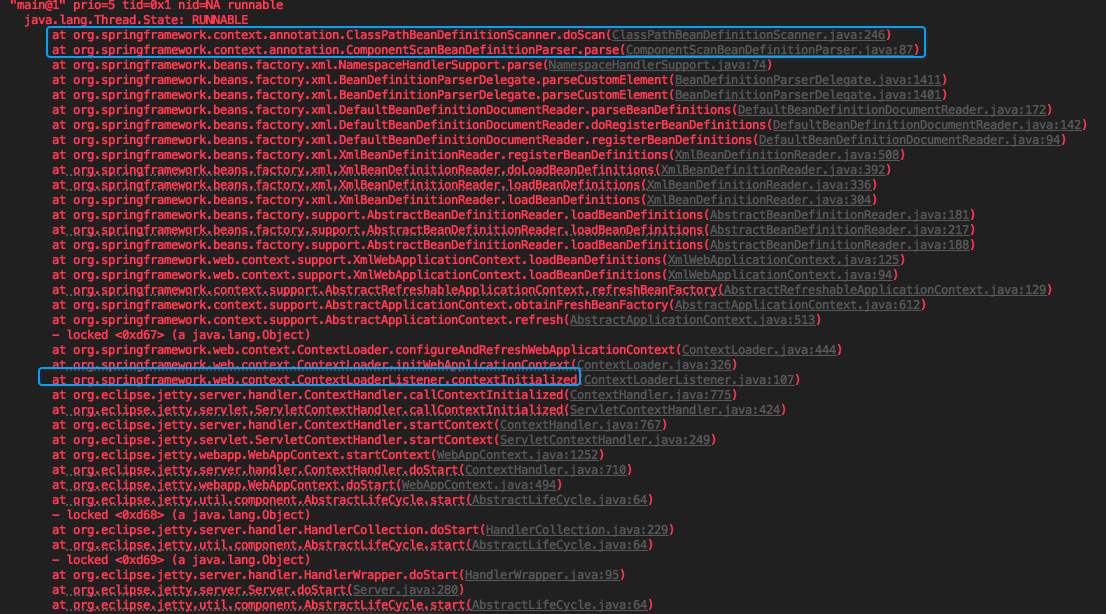 "main@1" prio=5 tid=0x1 nid=NA runnable
java.lang.Thread.State: RUNNABLE
at org.springframework.context.annotation.ClassPathBeanDefinitionScanner.doScan(ClassPathBeanDefinitionScanner.java:246)
at org.springframework.context.annotation.ComponentScanBeanDefinitionParser.parse(ComponentScanBeanDefinitionParser.java:87)
at org.springframework.beans.factory.xml.NamespaceHandlerSupport.parse(NamespaceHandlerSupport.java:74)
at org.springframework.beans.factory.xml.BeanDefinitionParserDelegate.parseCustomElement(BeanDefinitionParserDelegate.java:1411)
at org.springframework.beans.factory.xml.BeanDefinitionParserDelegate.parseCustomElement(BeanDefinitionParserDelegate.java:1401)
at org.springframework.beans.factory.xml.DefaultBeanDefinitionDocumentReader.parseBeanDefinitions(DefaultBeanDefinitionDocumentReader.java:172)
at org.springframework.beans.factory.xml.DefaultBeanDefinitionDocumentReader.doRegisterBeanDefinitions(DefaultBeanDefinitionDocumentReader.java:142)
at org.springframework.beans.factory.xml.DefaultBeanDefinitionDocumentReader.registerBeanDefinitions(DefaultBeanDefinitionDocumentReader.java:94)
at org.springframework.beans.factory.xml.XmlBeanDefinitionReader.registerBeanDefinitions(XmlBeanDefinitionReader.java:508)
at org.springframework.beans.factory.xml.XmlBeanDefinitionReader.doLoadBeanDefinitions(XmlBeanDefinitionReader.java:392)
at org.springframework.beans.factory.xml.XmlBeanDefinitionReader.loadBeanDefinitions(XmlBeanDefinitionReader.java:336)
at org.springframework.beans.factory.xml.XmlBeanDefinitionReader.loadBeanDefinitions(XmlBeanDefinitionReader.java:304)
at org.springframework.beans.factory.support.AbstractBeanDefinitionReader.loadBeanDefinitions(AbstractBeanDefinitionReader.java:181)
at org.springframework.beans.factory.support.AbstractBeanDefinitionReader.loadBeanDefinitions(AbstractBeanDefinitionReader.java:217)
at org.springframework.beans.factory.support.AbstractBeanDefinitionReader.loadBeanDefinitions(AbstractBeanDefinitionReader.java:188)
at org.springframework.web.context.support.XmlWebApplicationContext.loadBeanDefinitions(XmlWebApplicationContext.java:125)
at org.springframework.web.context.support.XmlWebApplicationContext.loadBeanDefinitions(XmlWebApplicationContext.java:94)
at org.springframework.context.support.AbstractRefreshableApplicationContext.refreshBeanFactory(AbstractRefreshableApplicationContext.java:129)
at org.springframework.context.support.AbstractApplicationContext.obtainFreshBeanFactory(AbstractApplicationContext.java:612)
at org.springframework.context.support.AbstractApplicationContext.refresh(AbstractApplicationContext.java:513)
- locked <0xd67> (a java.lang.Object)
at org.springframework.web.context.ContextLoader.configureAndRefreshWebApplicationContext(ContextLoader.java:444)
at org.springframework.web.context.ContextLoader.initWebApplicationContext(ContextLoader.java:326)
at org.springframework.web.context.ContextLoaderListener.contextInitialized(ContextLoaderListener.java:107)
at org.eclipse.jetty.server.handler.ContextHandler.callContextInitialized(ContextHandler.java:775)
at org.eclipse.jetty.servlet.ServletContextHandler.callContextInitialized(ServletContextHandler.java:424)
at org.eclipse.jetty.server.handler.ContextHandler.startContext(ContextHandler.java:767)
at org.eclipse.jetty.servlet.ServletContextHandler.startContext(ServletContextHandler.java:249)
at org.eclipse.jetty.webapp.WebAppContext.startContext(WebAppContext.java:1252)
at org.eclipse.jetty.server.handler.ContextHandler.doStart(ContextHandler.java:710)
at org.eclipse.jetty.webapp.WebAppContext.doStart(WebAppContext.java:494)
at org.eclipse.jetty.util.component.AbstractLifeCycle.start(AbstractLifeCycle.java:64)
- locked <0xd68> (a java.lang.Object)
at org.eclipse.jetty.server.handler.HandlerCollection.doStart(HandlerCollection.java:229)
at org.eclipse.jetty.util.component.AbstractLifeCycle.start(AbstractLifeCycle.java:64)
- locked <0xd69> (a java.lang.Object)
at org.eclipse.jetty.server.handler.HandlerWrapper.doStart(HandlerWrapper.java:95)
at org.eclipse.jetty.server.Server.doStart(Server.java:280)
at org.eclipse.jetty.util.component.AbstractLifeCycle.start(AbstractLifeCycle.java:64)